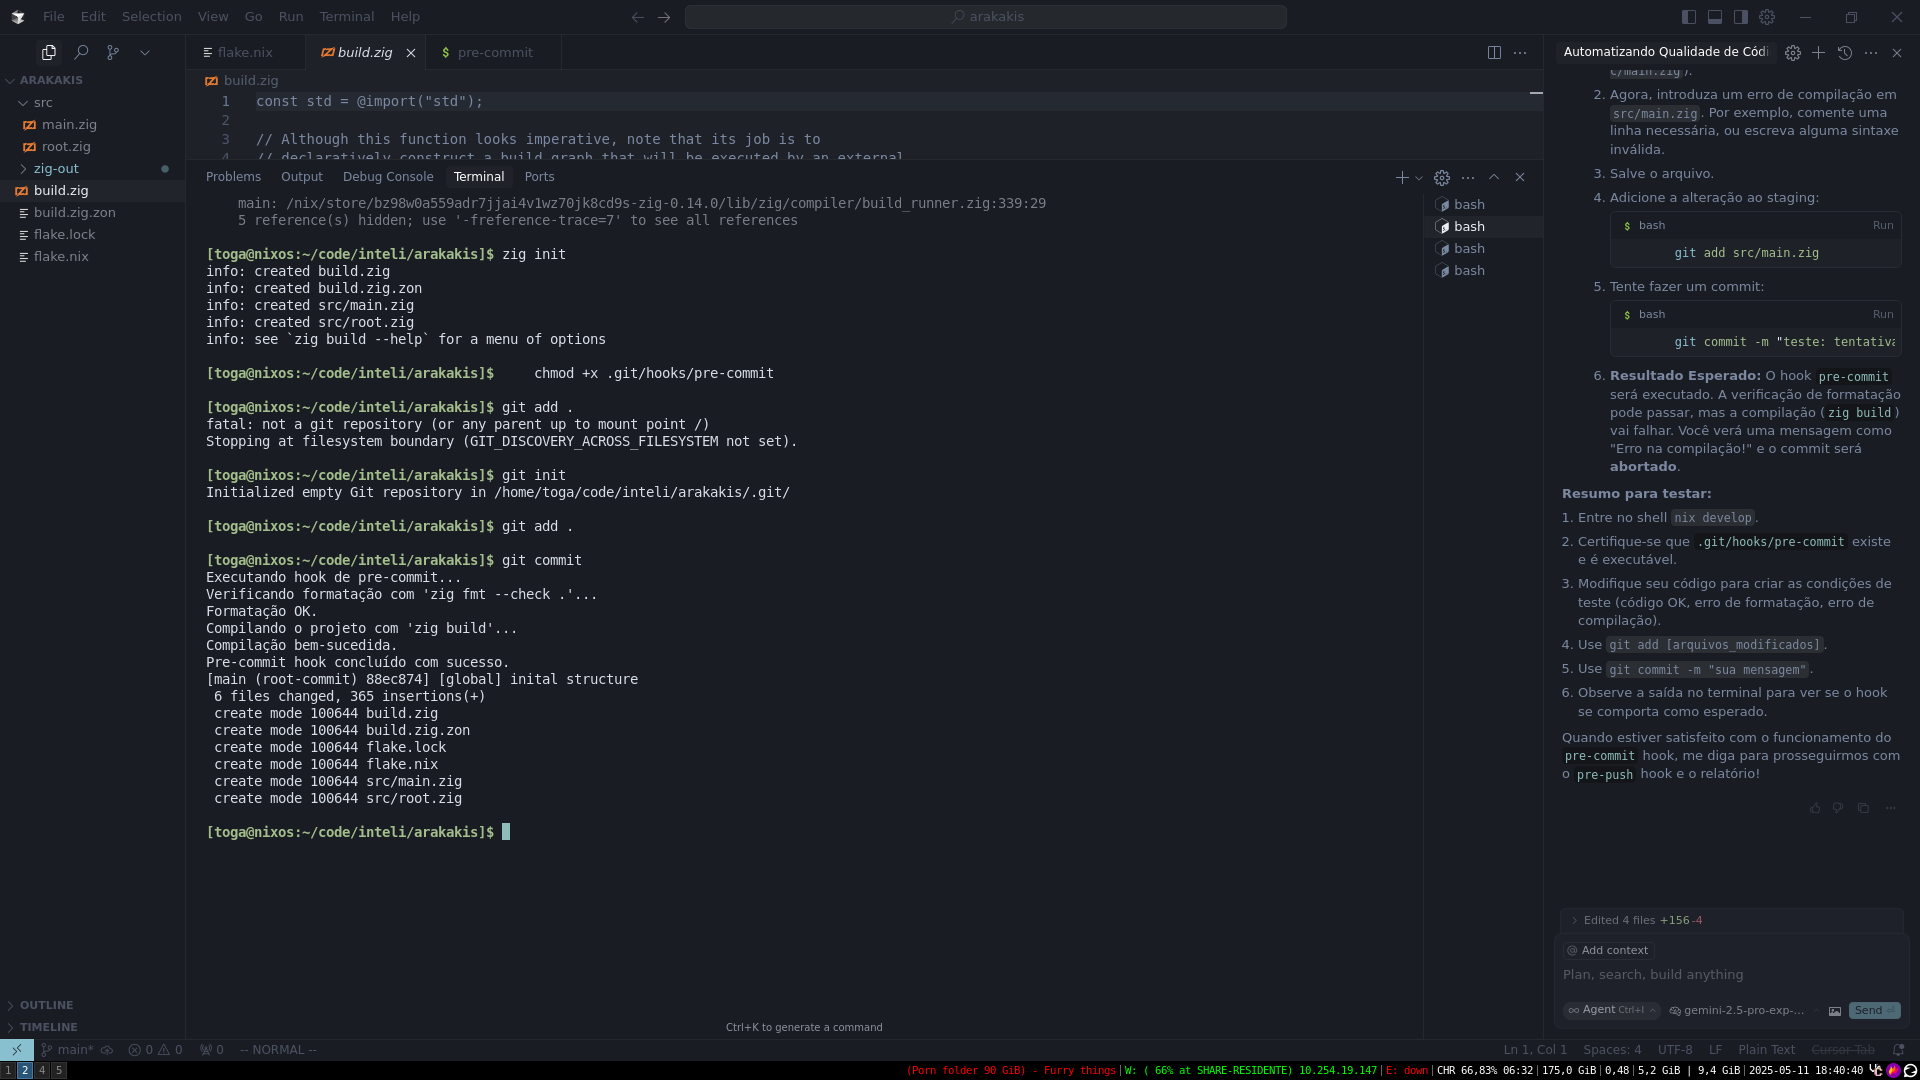 File Edit Selection View Go Run Terminal Help
arakakis
ARAKAKIS
src
main.zig
root.zig
zig-out
build.zig
build.zig.zon
flake.lock
flake.nix
OUTLINE
TIMELINE
flake.nix build.zig pre-commit
build.zig
1 const std = @import("std");
2
3 // Although this function looks imperative, note that its job is to
4 // declaratively construct a build graph that will be executed by an external
Problems Output Debug Console Terminal Ports
main: /nix/store/bz98w0a559adr7jjai4v1wz70jk8cd9s-zig-0.14.0/lib/zig/compiler/build_runner.zig:339:29
5 reference(s) hidden; use '-freference-trace=7' to see all references
[toga@nixos:~/code/inteli/arakakis]$ zig init
info: created build.zig
info: created build.zig.zon
info: created src/main.zig
info: created src/root.zig
info: see `zig build --help` for a menu of options
[toga@nixos:~/code/inteli/arakakis]$     chmod +x .git/hooks/pre-commit
[toga@nixos:~/code/inteli/arakakis]$ git add .
fatal: not a git repository (or any parent up to mount point /)
Stopping at filesystem boundary (GIT_DISCOVERY_ACROSS_FILESYSTEM not set).
[toga@nixos:~/code/inteli/arakakis]$ git init
Initialized empty Git repository in /home/toga/code/inteli/arakakis/.git/
[toga@nixos:~/code/inteli/arakakis]$ git add .
[toga@nixos:~/code/inteli/arakakis]$ git commit
Executando hook de pre-commit...
Verificando formatação com 'zig fmt --check .'...
Formatação OK.
Compilando o projeto com 'zig build'...
Compilação bem-sucedida.
Pre-commit hook concluído com sucesso.
[main (root-commit) 88ec874] [global] inital structure
6 files changed, 365 insertions(+)
create mode 100644 build.zig
create mode 100644 build.zig.zon
create mode 100644 flake.lock
create mode 100644 flake.nix
create mode 100644 src/main.zig
create mode 100644 src/root.zig
[toga@nixos:~/code/inteli/arakakis]$
Ctrl+K to generate a command
bash
bash
bash
bash
Automatizando Qualidade de Códi
c/main.zig).
2. Agora, introduza um erro de compilação em
src/main.zig. Por exemplo, comente uma
linha necessária, ou escreva alguma sintaxe
inválida.
3. Salve o arquivo.
4. Adicione a alteração ao staging:
$ bash Run
git add src/main.zig
5. Tente fazer um commit:
$ bash Run
git commit -m "teste: tentativa
6. Resultado Esperado: O hook pre-commit
será executado. A verificação de formatação
pode passar, mas a compilação (zig build)
vai falhar. Você verá uma mensagem como
"Erro na compilação!" e o commit será
abortado.
Resumo para testar:
1. Entre no shell nix develop.
2. Certifique-se que .git/hooks/pre-commit existe
e é executável.
3. Modifique seu código para criar as condições de
teste (código OK, erro de formatação, erro de
compilação).
4. Use git add [arquivos_modificados].
5. Use git commit -m "sua mensagem".
6. Observe a saída no terminal para ver se o hook
se comporta como esperado.
Quando estiver satisfeito com o funcionamento do
pre-commit hook, me diga para prosseguirmos com
o pre-push hook e o relatório!
Edited 4 files +156 -4
@ Add context
Plan, search, build anything
∞ Agent Ctrl+I gemini-2.5-pro-exp-... Send
main* 0 0 0 -- NORMAL --
Ln 1, Col 1 Spaces: 4 UTF-8 LF Plain Text Cursor Tab
1 2 4 5
(Porn folder 90 GiB) - Furry things|W: ( 66% at SHARE-RESIDENTE) 10.254.19.147|E: down|CHR 66,83% 06:32|175,0 GiB|0,48|5,2 GiB | 9,4 GiB|2025-05-11 18:40:40